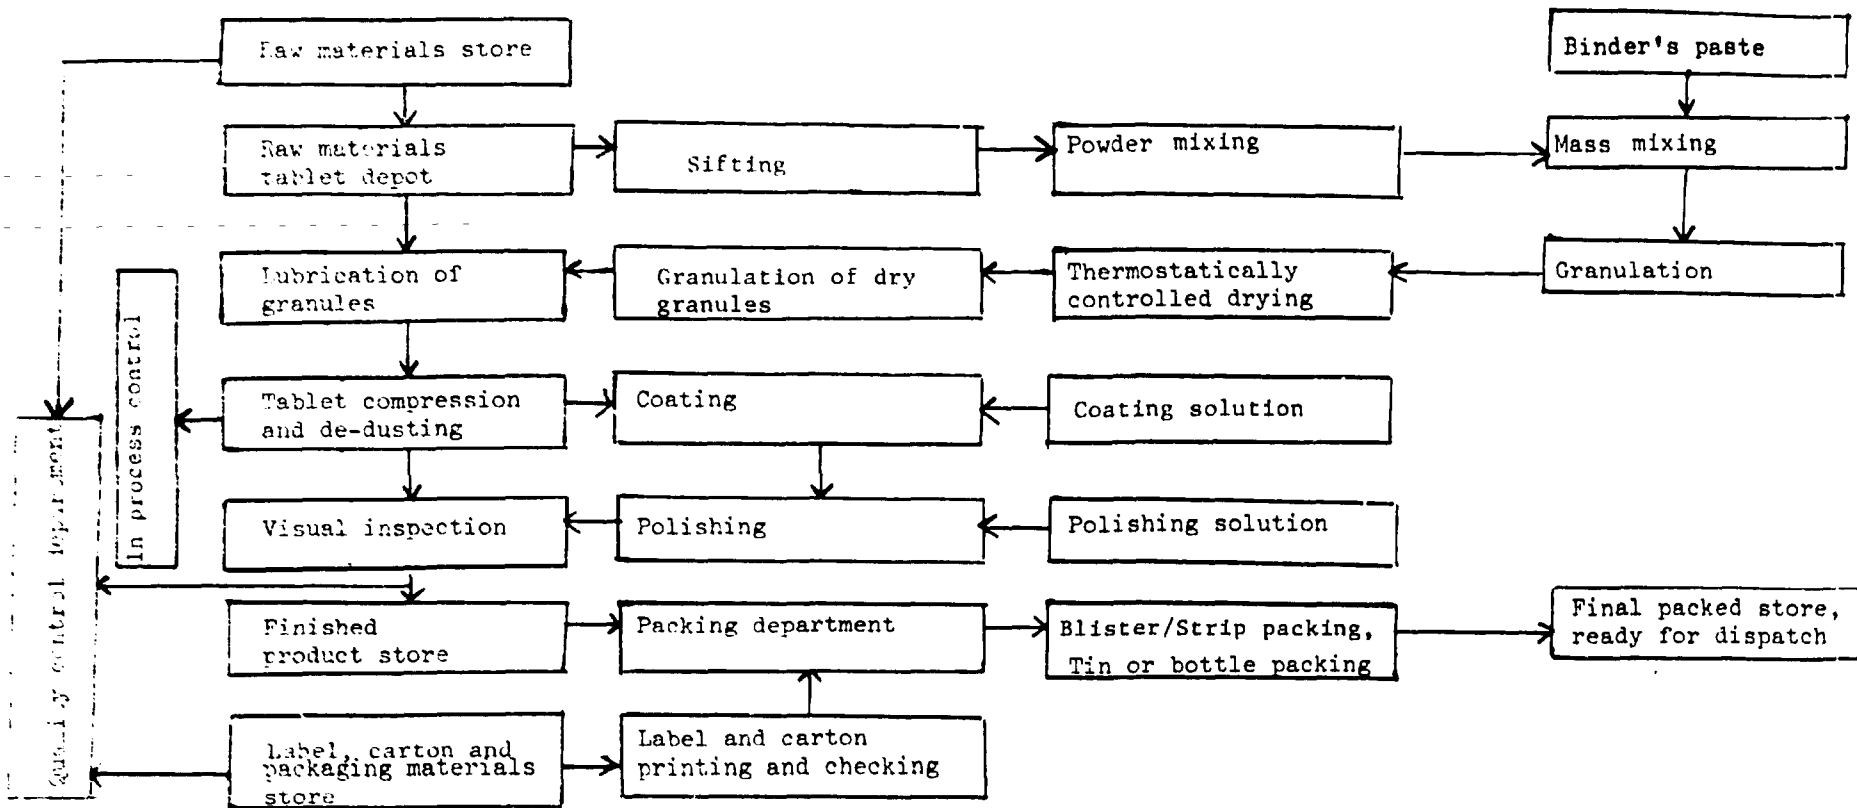 Raw materials store
Binder's paste
Raw materials
tablet depot
Sifting
Powder mixing
Mass mixing
Lubrication of
granules
Granulation of dry
granules
Thermostatically
controlled drying
Granulation
In process control
Tablet compression
and de-dusting
Coating
Coating solution
Quality control
Visual inspection
Polishing
Polishing solution
Finished
product store
Packing department
Blister/Strip packing,
Tin or bottle packing
Final packed store,
ready for dispatch
Label, carton and
packaging materials
store
Label and carton
printing and checking